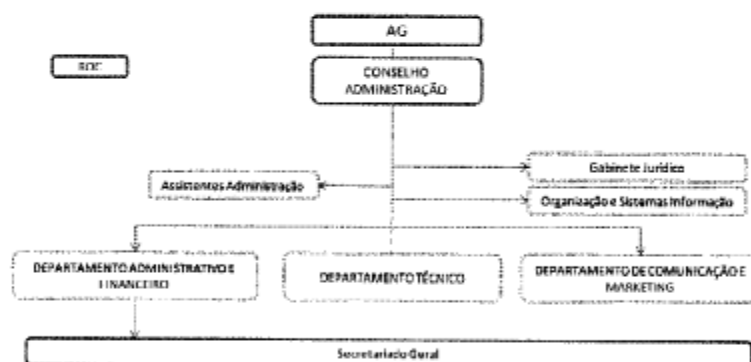 AG
ROC
CONSELHO
ADMINISTRAÇÃO
Gabinete Jurídico
Assistentes Administração
Organização e Sistemas Informação
DEPARTAMENTO ADMINISTRATIVO E
FINANCEIRO
DEPARTAMENTO TÉCNICO
DEPARTAMENTO DE COMUNICAÇÃO E
MARKETING
Secretariado Geral